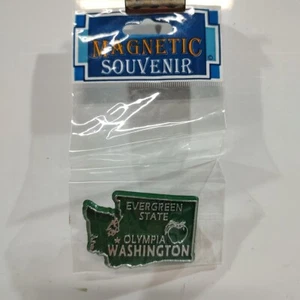 MAGNETIC
SOUVENIR
EVERGREEN
STATE
OLYMPIA
WASHINGTON